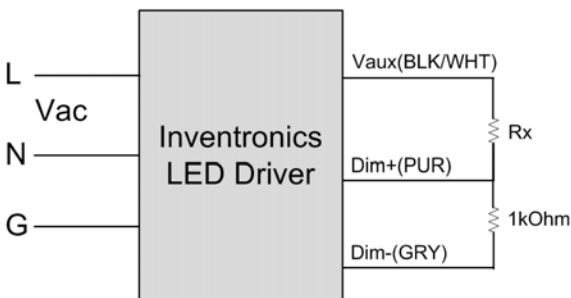 L
Vac
N
G
Inventronics
LED Driver
Vaux(BLK/WHT)
Rx
Dim+(PUR)
1kOhm
Dim-(GRY)